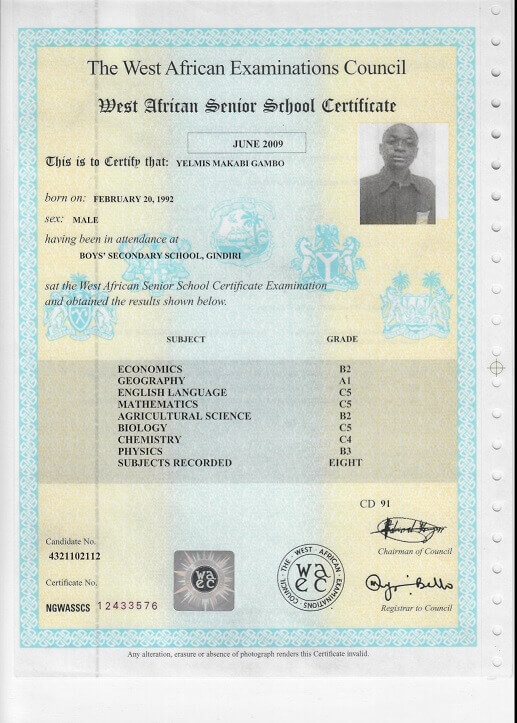 The West African Examinations Council
West African Senior School Certificate
JUNE 2009
This is to Certify that: YELMIS MAKABI GAMBO
born on: FEBRUARY 20, 1992
sex: MALE
having been in attendance at
BOYS' SECONDARY SCHOOL, GINDIRI
sat the West African Senior School Certificate Examination
and obtained the results shown below.
SUBJECT GRADE
ECONOMICS B2
GEOGRAPHY A1
ENGLISH LANGUAGE C5
MATHEMATICS C5
AGRICULTURAL SCIENCE B2
BIOLOGY C5
CHEMISTRY C4
PHYSICS B3
SUBJECTS RECORDED EIGHT
CD 91
Chairman of Council
Candidate No.
4321102112
Certificate No.
NGWASSCS 12433576
waec
THE WEST AFRICAN EXAMINATIONS COUNCIL
waec
Registrar to Council
Any alteration, erasure or absence of photograph renders this Certificate invalid.